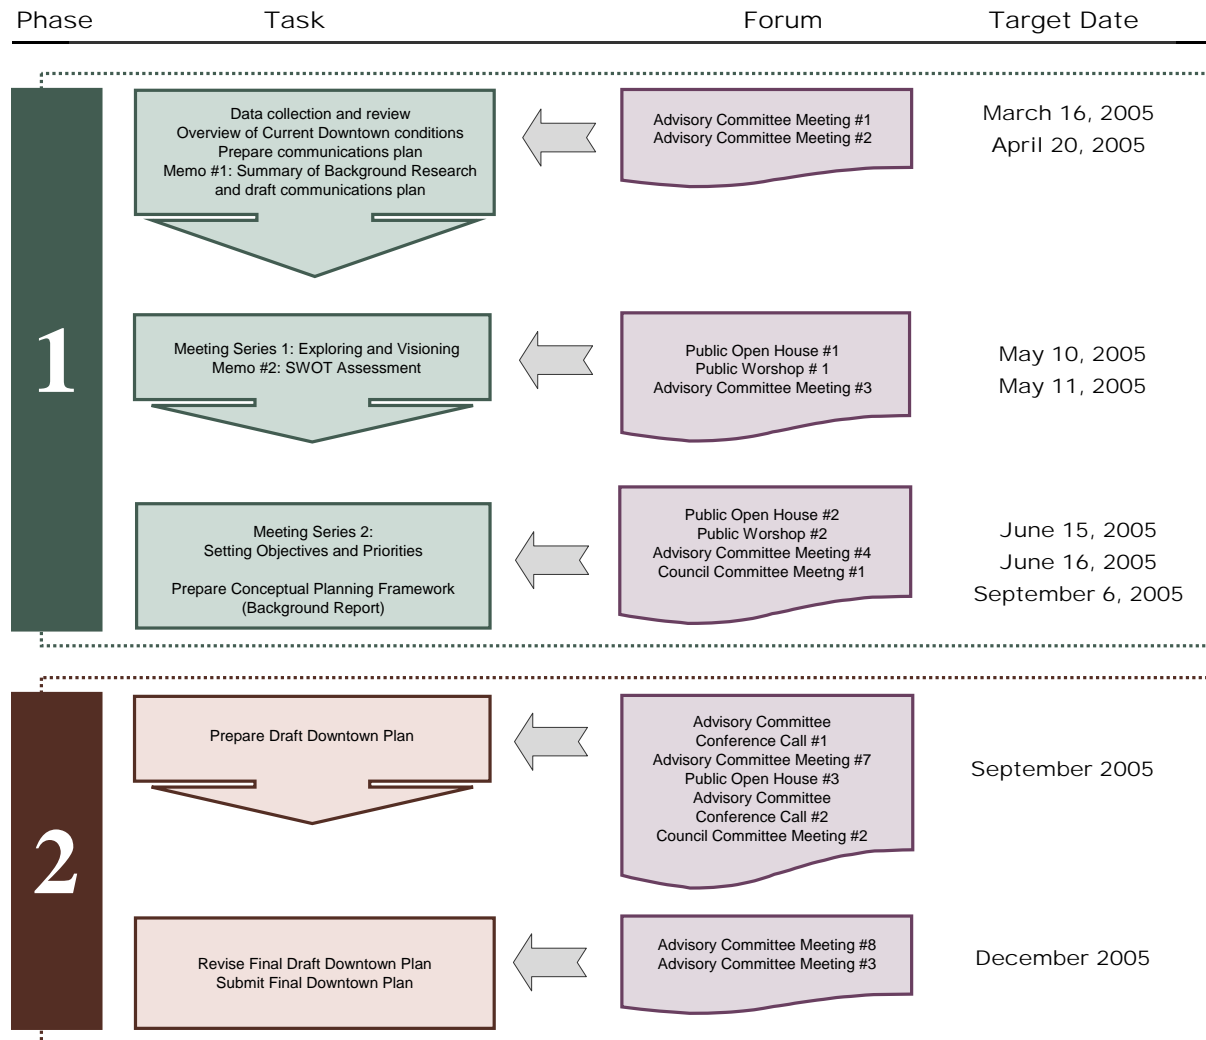 Phase
Task
Forum
Target Date
1
Data collection and review
Overview of Current Downtown conditions
Prepare communications plan
Memo #1: Summary of Background Research
and draft communications plan
Advisory Committee Meeting #1
Advisory Committee Meeting #2
March 16, 2005
April 20, 2005
Meeting Series 1: Exploring and Visioning
Memo #2: SWOT Assessment
Public Open House #1
Public Worshop # 1
Advisory Committee Meeting #3
May 10, 2005
May 11, 2005
Meeting Series 2:
Setting Objectives and Priorities
Prepare Conceptual Planning Framework
(Background Report)
Public Open House #2
Public Worshop #2
Advisory Committee Meeting #4
Council Committee Meetng #1
June 15, 2005
June 16, 2005
September 6, 2005
2
Prepare Draft Downtown Plan
Advisory Committee
Conference Call #1
Advisory Committee Meeting #7
Public Open House #3
Advisory Committee
Conference Call #2
Council Committee Meeting #2
September 2005
Revise Final Draft Downtown Plan
Submit Final Downtown Plan
Advisory Committee Meeting #8
Advisory Committee Meeting #3
December 2005